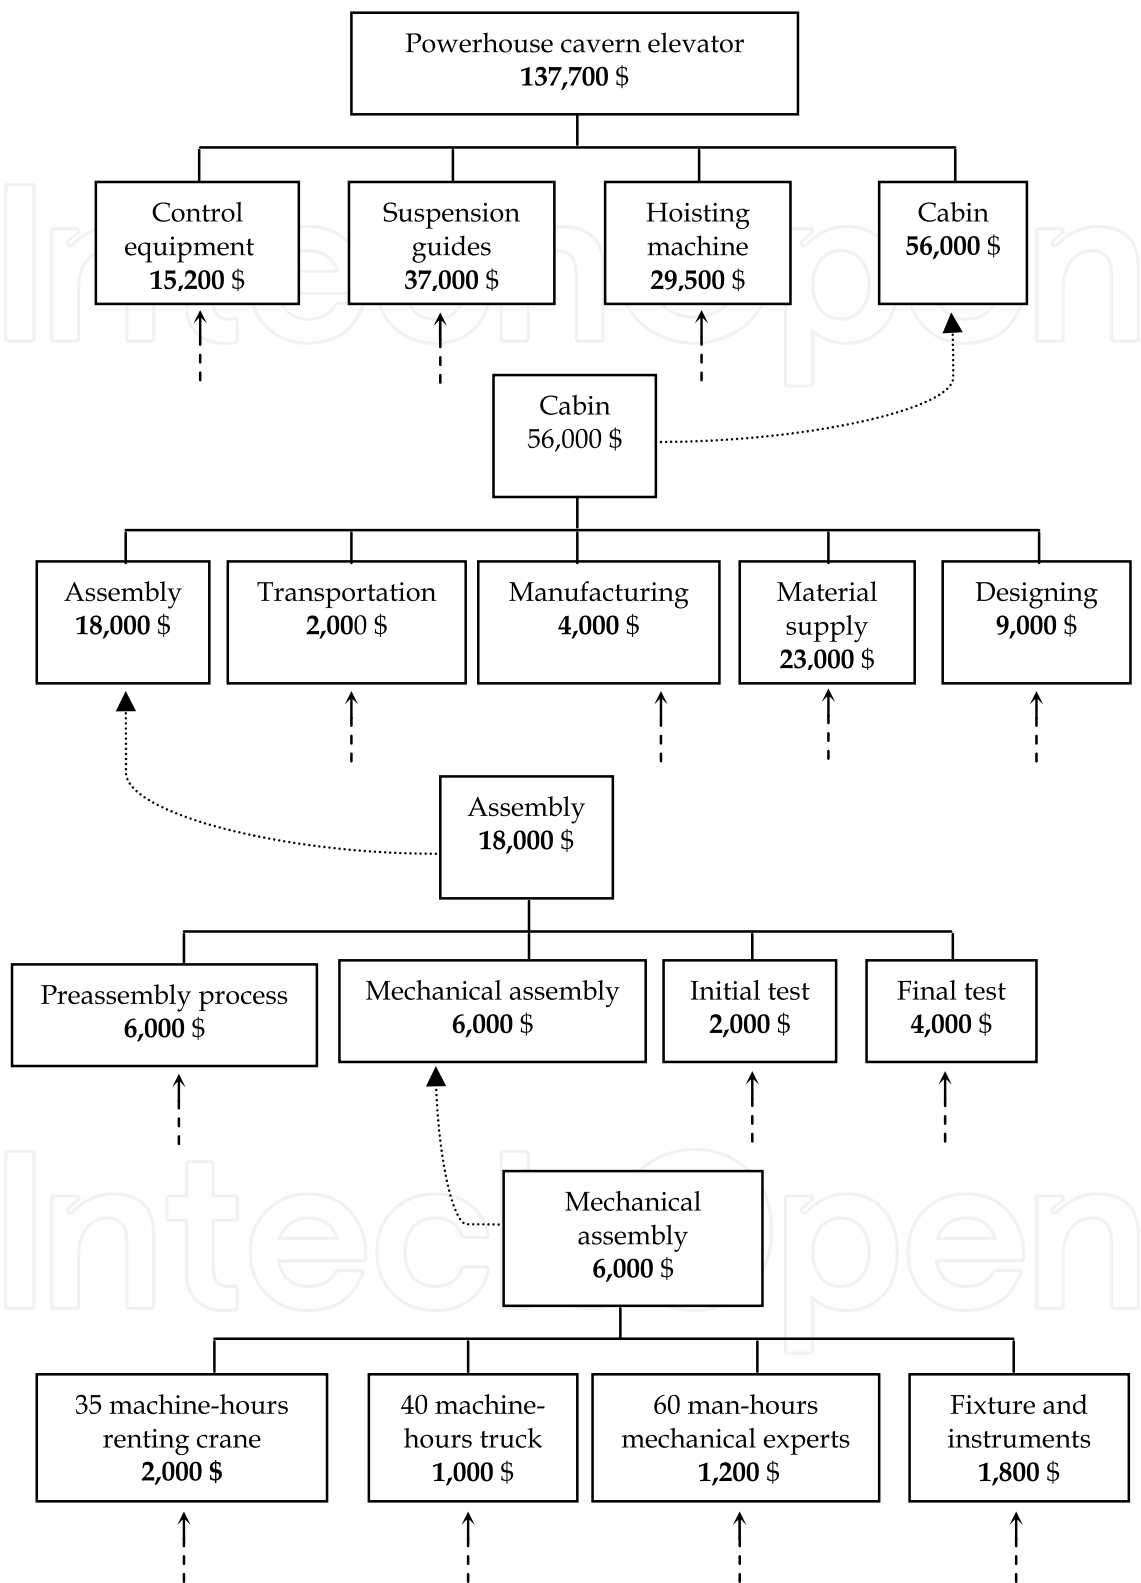 Powerhouse cavern elevator
137,700 $
Control
equipment
15,200 $
Suspension
guides
37,000 $
Hoisting
machine
29,500 $
Cabin
56,000 $
Cabin
56,000 $
Assembly
18,000 $
Transportation
2,000 $
Manufacturing
4,000 $
Material
supply
23,000 $
Designing
9,000 $
Assembly
18,000 $
Preassembly process
6,000 $
Mechanical assembly
6,000 $
Initial test
2,000 $
Final test
4,000 $
Mechanical
assembly
6,000 $
35 machine-hours
renting crane
2,000 $
40 machine-
hours truck
1,000 $
60 man-hours
mechanical experts
1,200 $
Fixture and
instruments
1,800 $
IntechOpen
IntechOpen